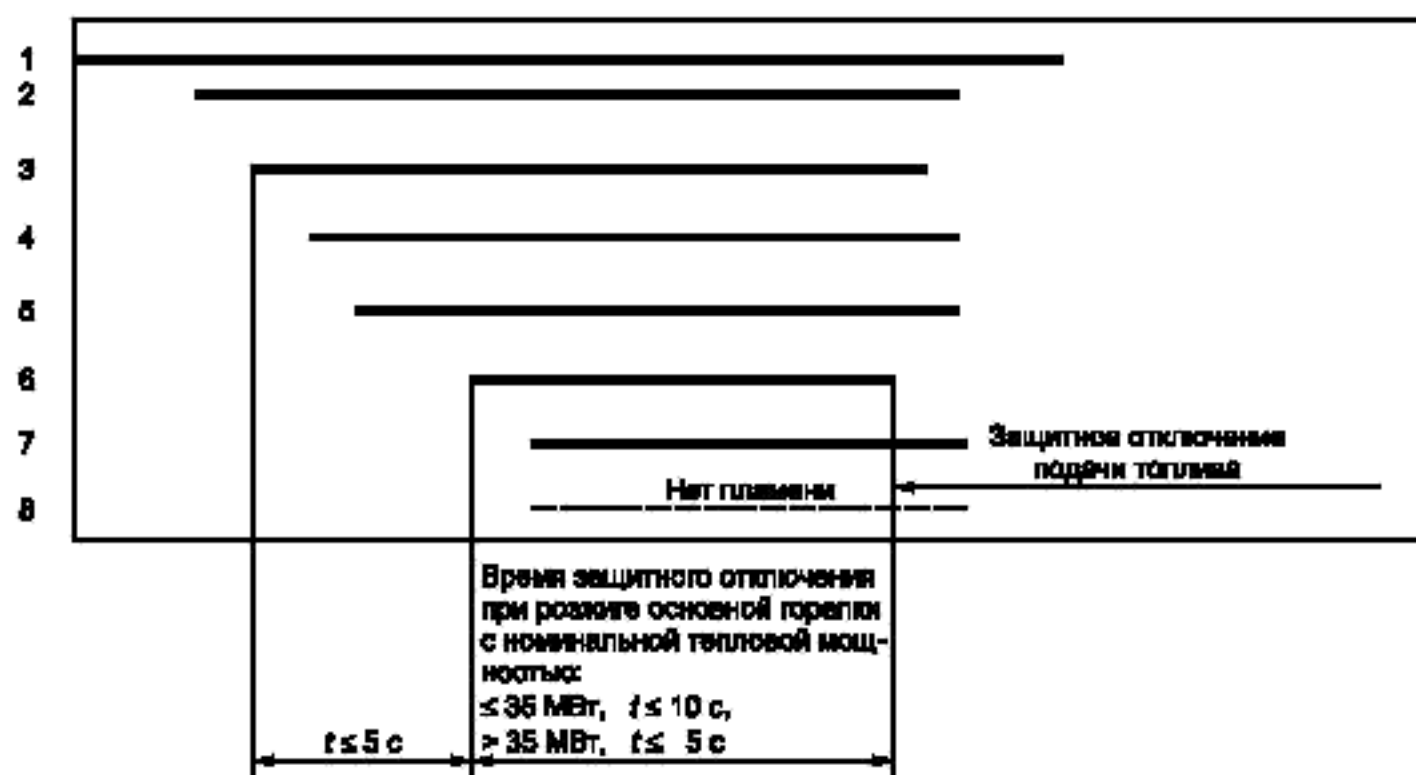 1
2
3
4
5
6
7
Защитное отключение
подачи топлива
Нет пламени
8
Время защитного отключения
при розжиге основной горелки
с номинальной тепловой мощ-
ностью:
≤ 35 МВт, t ≤ 10 с,
> 35 МВт, t ≤ 5 с
t ≤ 5 с